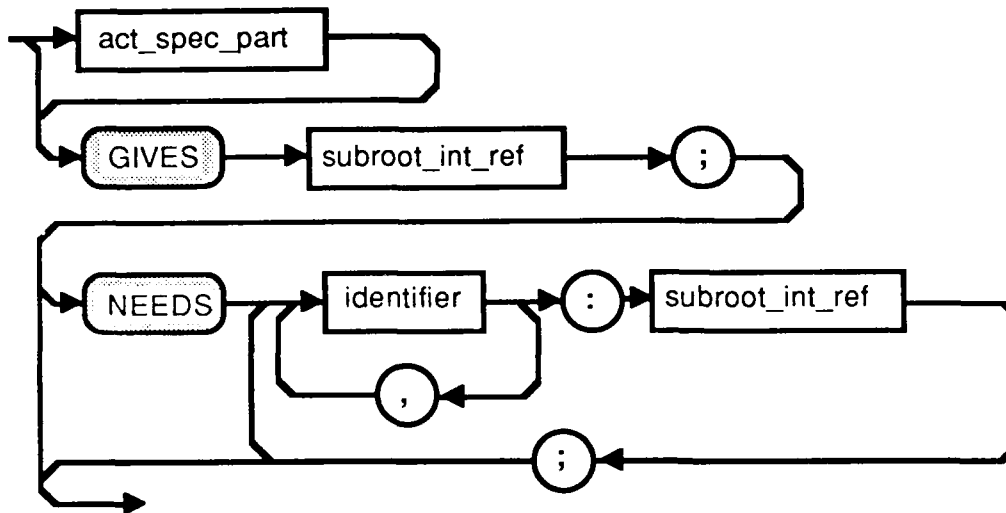 act_spec_part
GIVES subroot_int_ref ;
NEEDS identifier : subroot_int_ref
,
;